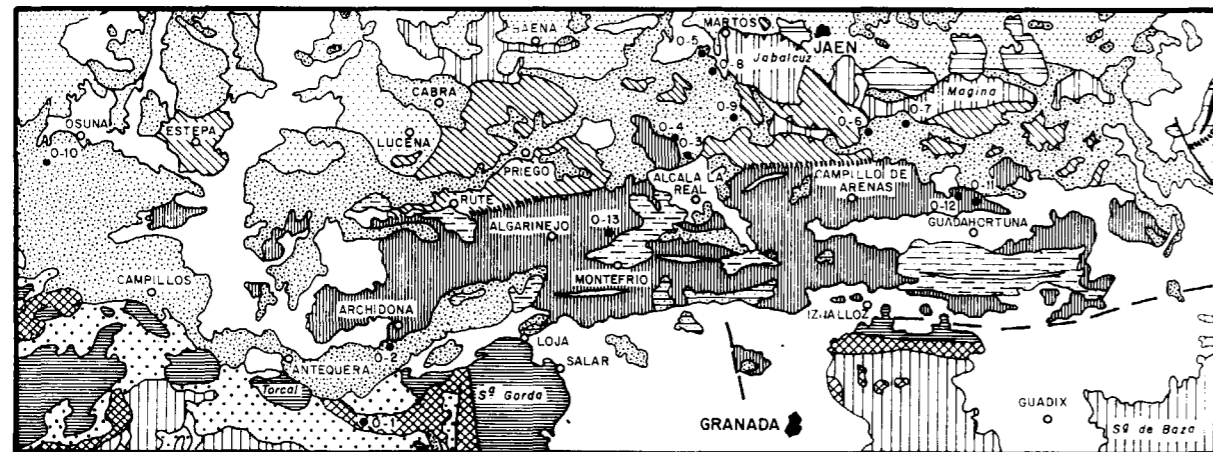 MARTOS
BAENA
JAEN
O-5
Jabalcuz
O-8
CABRA
Magina
O-7
O-9
O-6
OSUNA
ESTEPA
O-4
LUCENA
O-10
O-3
PRIEGO
ALCALA LA
REAL
CAMPILLO DE
ARENAS
O-11
RUTE
O-12
O-13
ALGARINEJO
GUADAHORTUNA
CAMPILLOS
MONTEFRIO
ARCHIDONA
IZNALLOZ
O-2
LOJA
ANTEQUERA
SALAR
Torcal
Sª Gorda
O-1
GRANADA
GUADIX
Sª de Baza